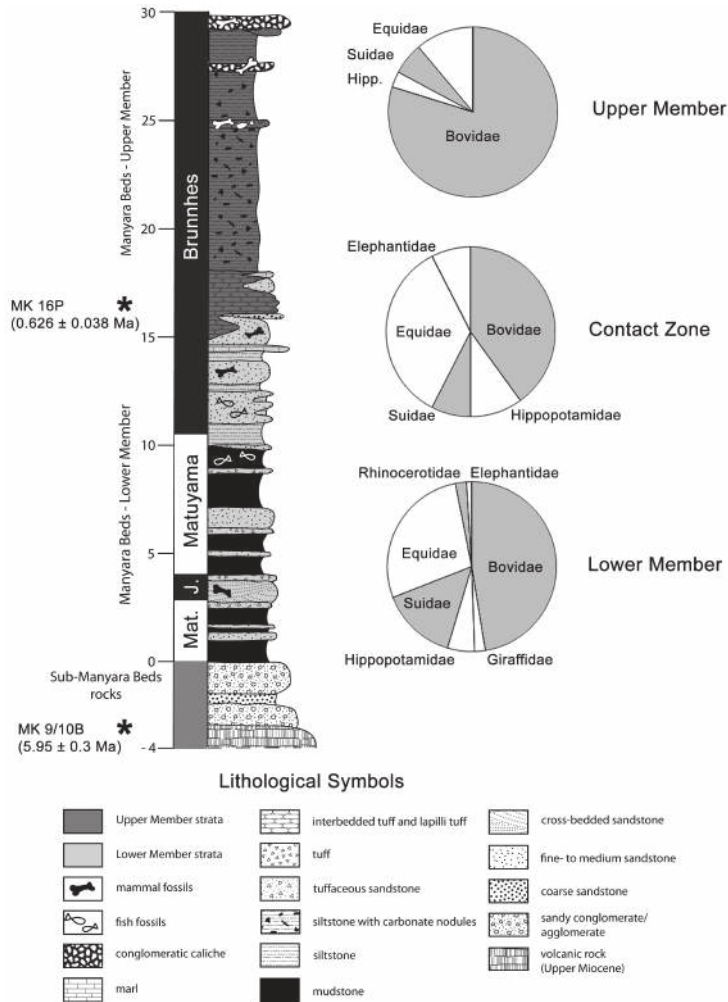 30
25
20
15
10
5
0
- 4
Manyara Beds - Upper Member
Manyara Beds - Lower Member
Brunnhes
Matuyama
J.
Mat.
MK 16P
(0.626 ± 0.038 Ma)
*
Sub-Manyara Beds
rocks
MK 9/10B
(5.95 ± 0.3 Ma)
*
Equidae
Suidae
Hipp.
Bovidae
Upper Member
Elephantidae
Equidae
Bovidae
Suidae
Hippopotamidae
Contact Zone
Rhinocerotidae
Elephantidae
Equidae
Bovidae
Suidae
Hippopotamidae
Giraffidae
Lower Member
Lithological Symbols
Upper Member strata
Lower Member strata
mammal fossils
fish fossils
conglomeratic caliche
marl
interbedded tuff and lapilli tuff
tuff
tuffaceous sandstone
siltstone with carbonate nodules
siltstone
mudstone
cross-bedded sandstone
fine- to medium sandstone
coarse sandstone
sandy conglomerate/
agglomerate
volcanic rock
(Upper Miocene)